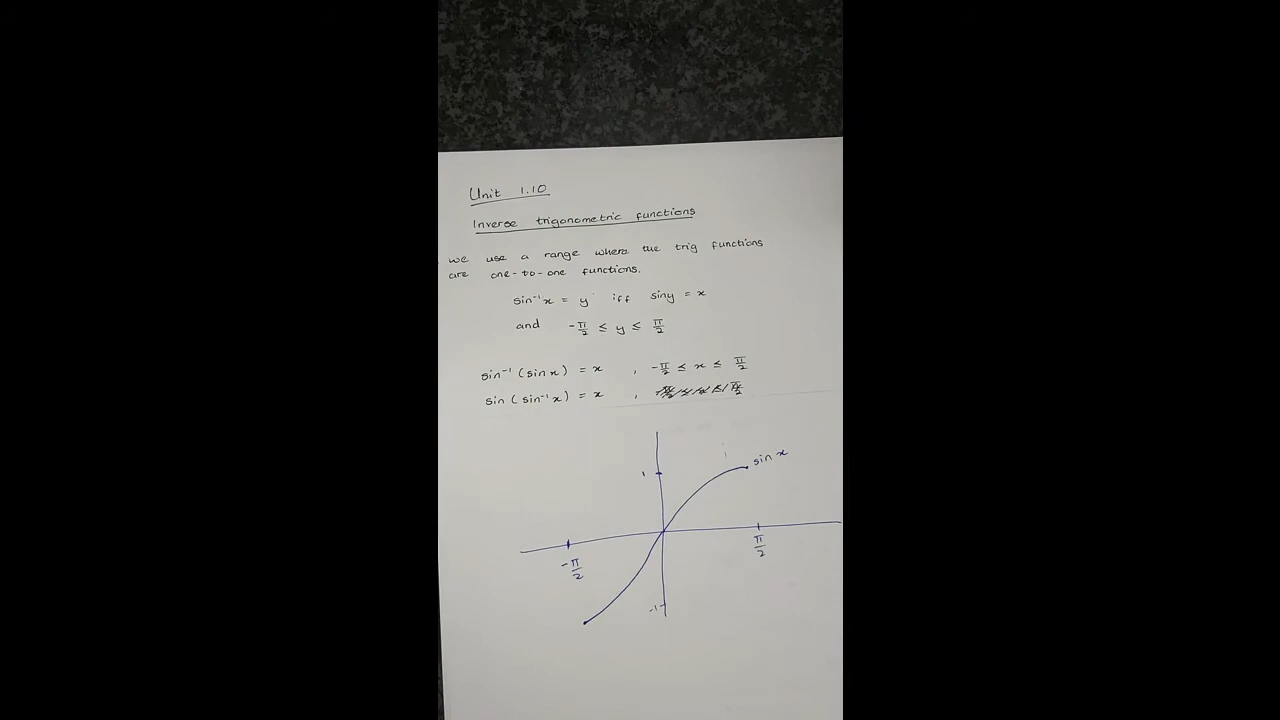 Unit 1.10
Inverse trigonometric functions
we use a range where the trig functions
are one-to-one functions.
sin⁻¹x = y iff siny = x
and -π/2 ≤ y ≤ π/2
sin⁻¹(sin x) = x , -π/2 ≤ x ≤ π/2
sin(sin⁻¹x) = x ,
sin x
1
-π/2
π/2
-1